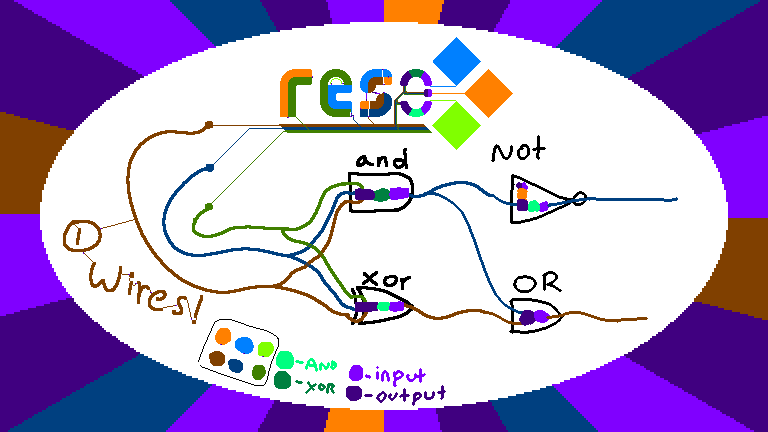 reso
and
Not
1
Wires!
xor
OR
-AND
-XOR
-input
-output